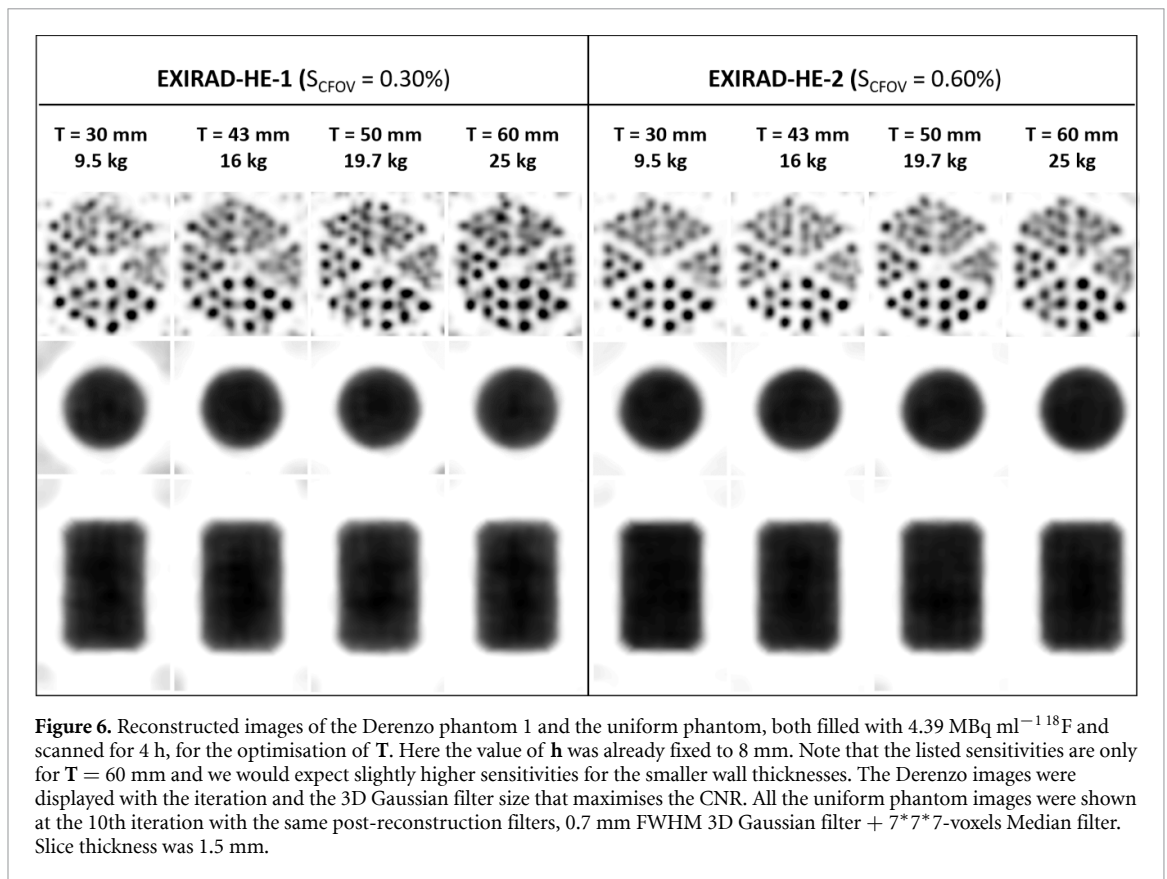 EXIRAD-HE-1 (S_CFOV = 0.30%)
EXIRAD-HE-2 (S_CFOV = 0.60%)
T = 30 mm T = 43 mm T = 50 mm T = 60 mm T = 30 mm T = 43 mm T = 50 mm T = 60 mm
9.5 kg 16 kg 19.7 kg 25 kg 9.5 kg 16 kg 19.7 kg 25 kg
Figure 6. Reconstructed images of the Derenzo phantom 1 and the uniform phantom, both filled with 4.39 MBq ml⁻¹ ¹⁸F and
scanned for 4 h, for the optimisation of T. Here the value of h was already fixed to 8 mm. Note that the listed sensitivities are only
for T = 60 mm and we would expect slightly higher sensitivities for the smaller wall thicknesses. The Derenzo images were
displayed with the iteration and the 3D Gaussian filter size that maximises the CNR. All the uniform phantom images were shown
at the 10th iteration with the same post-reconstruction filters, 0.7 mm FWHM 3D Gaussian filter + 7*7*7-voxels Median filter.
Slice thickness was 1.5 mm.